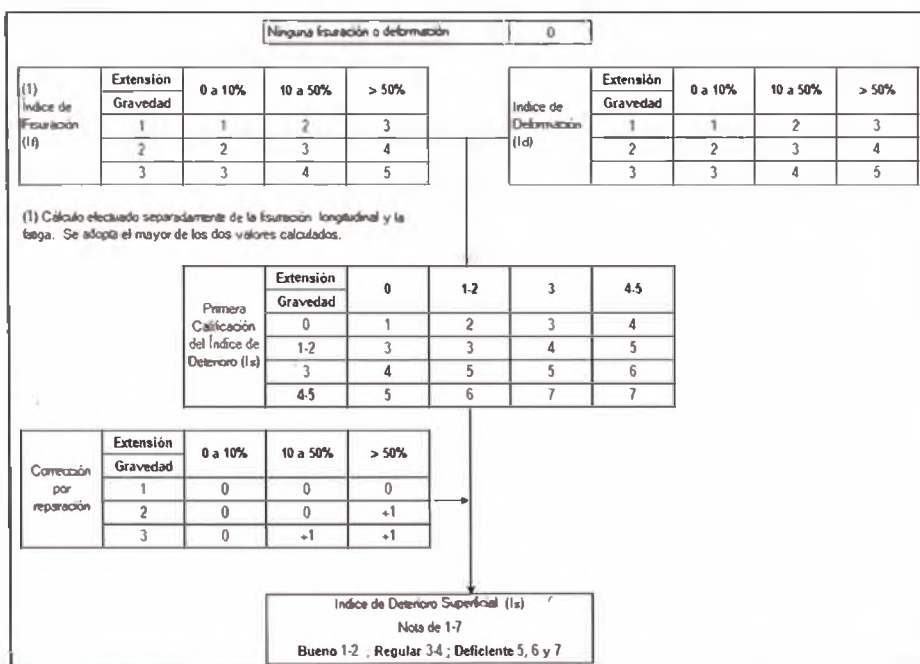 Ninguna fisuración o deformación 0
(1)
Índice de
Fisuración
(If)
Extensión 0 a 10% 10 a 50% > 50%
Gravedad
1 1 2 3
2 2 3 4
3 3 4 5
Indice de
Deformación
(Id)
Extensión 0 a 10% 10 a 50% > 50%
Gravedad
1 1 2 3
2 2 3 4
3 3 4 5
(1) Cálculo efectuado separadamente de la fisuración longitudinal y la
fatiga. Se adopta el mayor de los dos valores calculados.
Primera
Calificación
del Índice de
Deterioro (Is)
Extensión 0 1-2 3 4-5
Gravedad
0 1 2 3 4
1-2 3 3 4 5
3 4 5 5 6
4-5 5 6 7 7
Corrección
por
reparación
Extensión 0 a 10% 10 a 50% > 50%
Gravedad
1 0 0 0
2 0 0 +1
3 0 +1 +1
Indice de Deterioro Superficial (Is)
Nota de 1-7
Bueno 1-2 ; Regular 3-4 ; Deficiente 5, 6 y 7